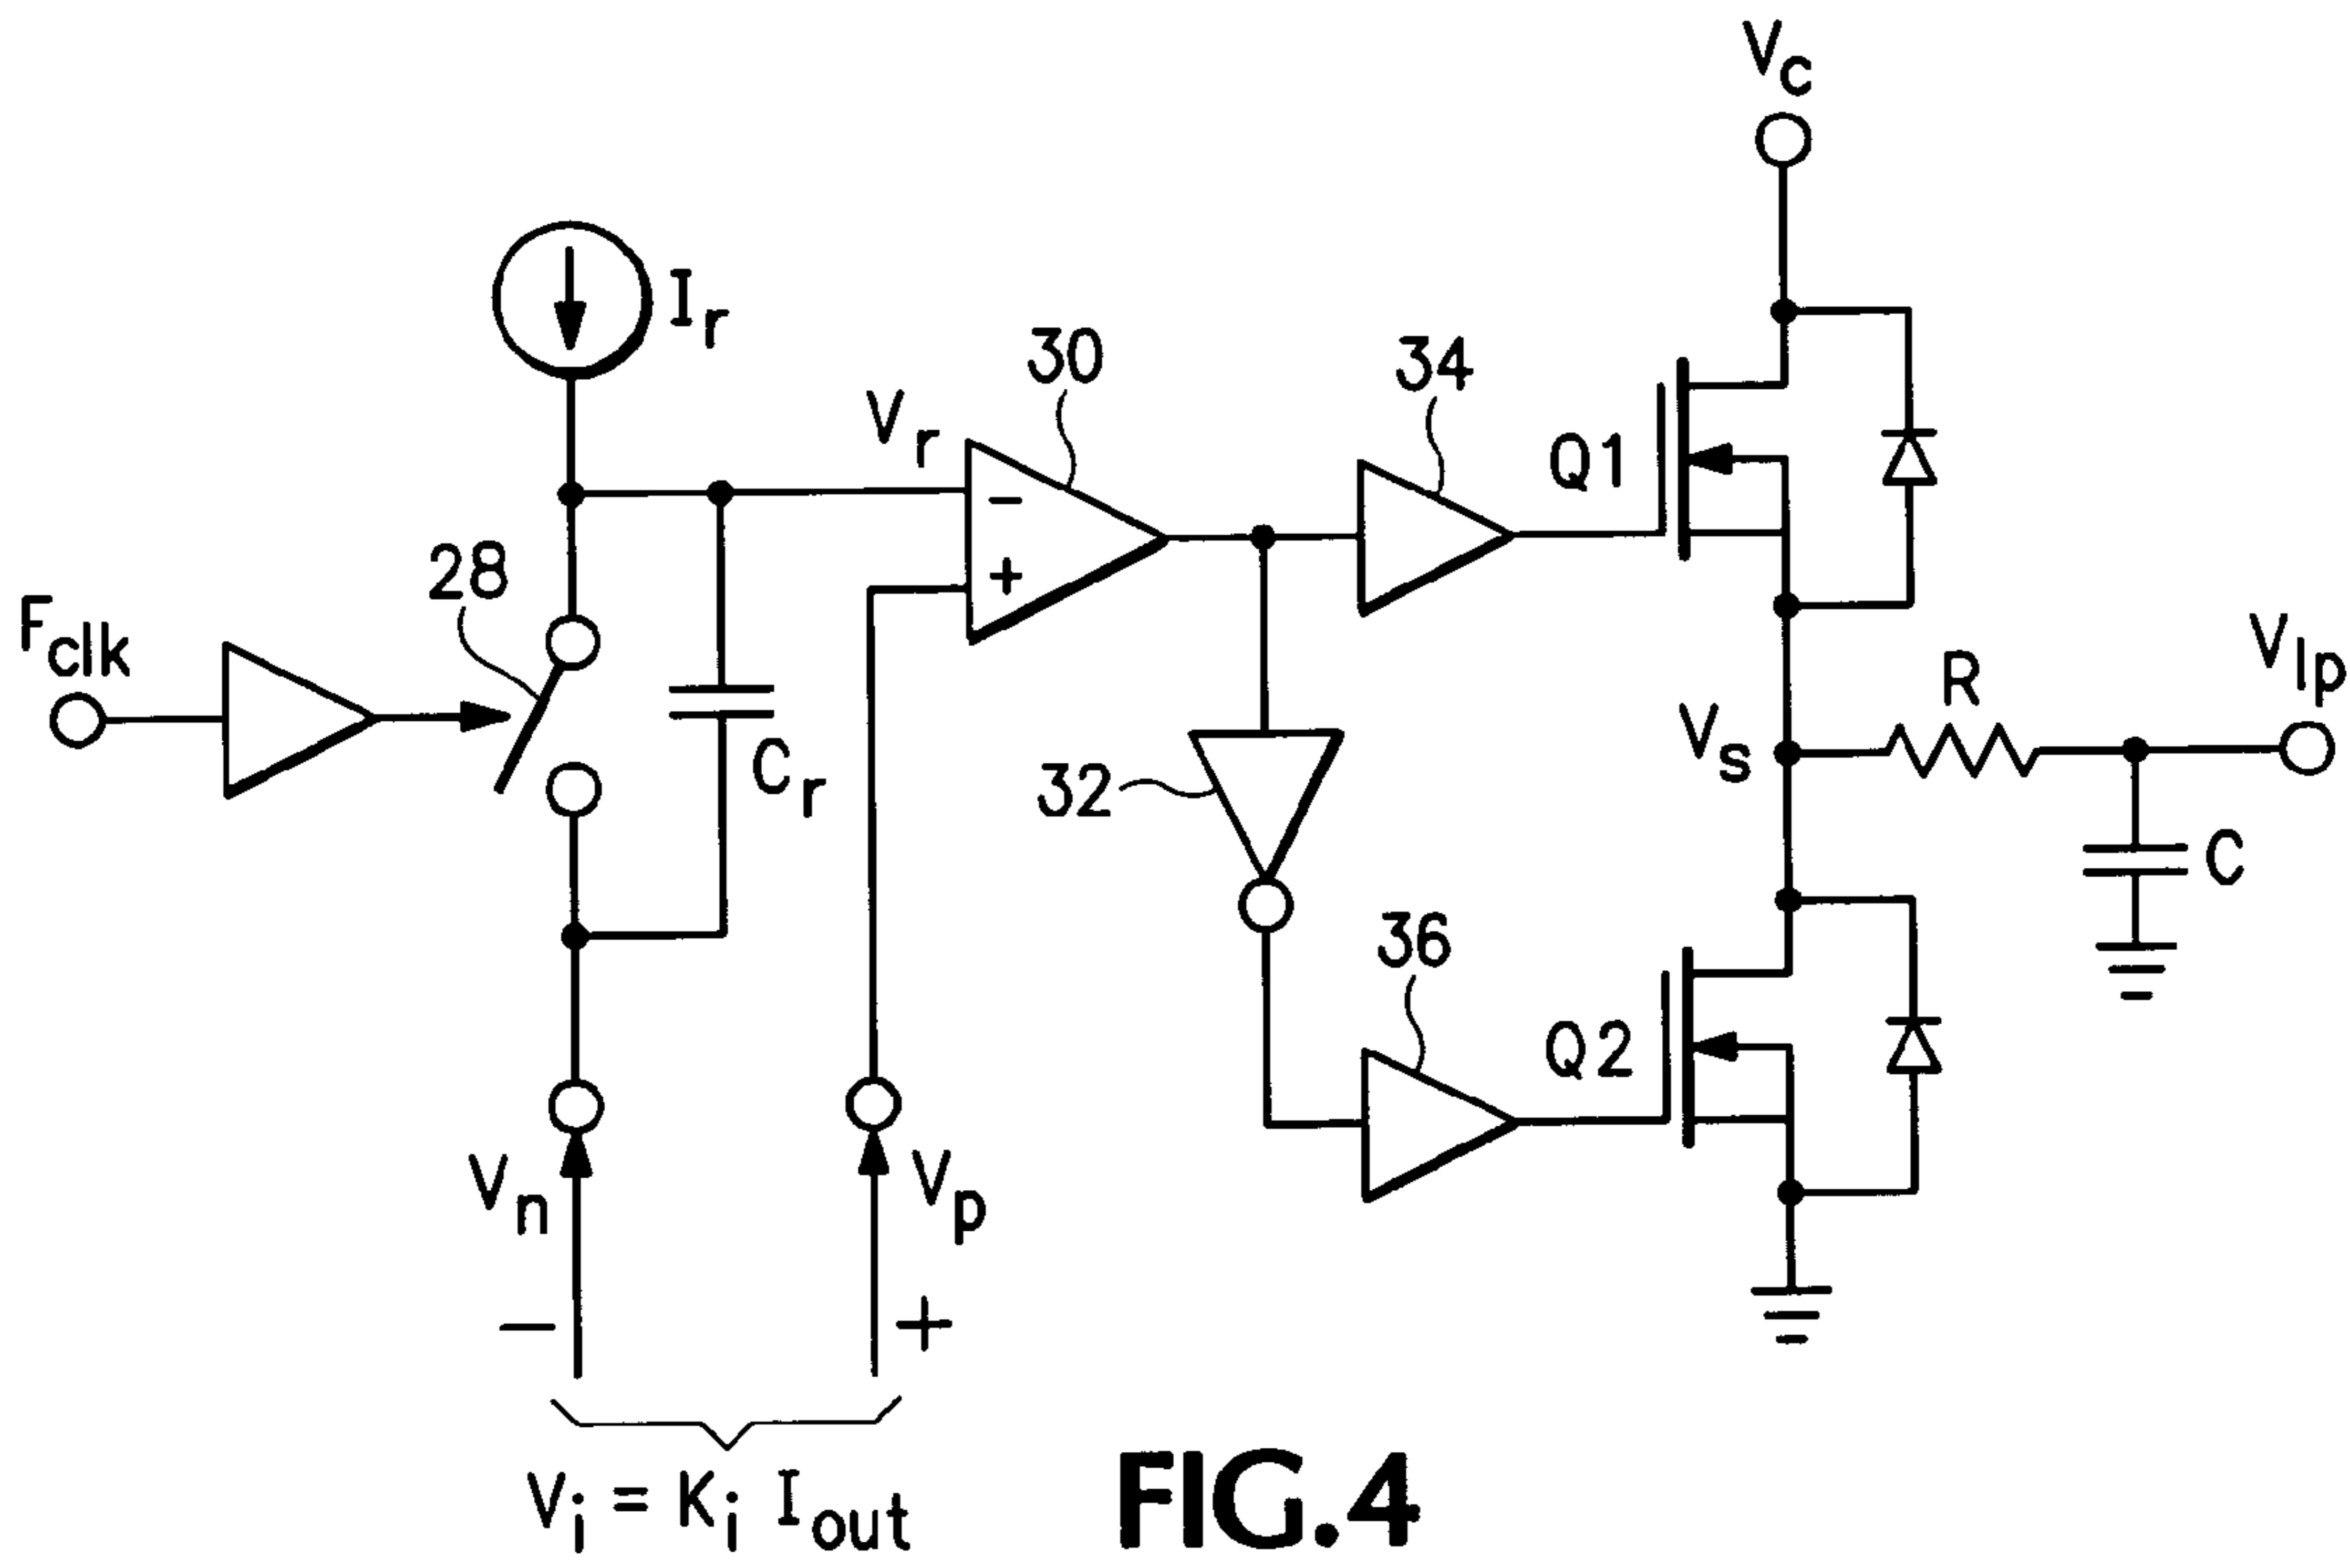 Vc
Ir
30
34
Vr
Q1
−
28
+
Fclk
Vlp
R
Vs
Cr
32
C
36
Q2
Vn
Vp
−
+
Vi = Ki Iout
FIG.4